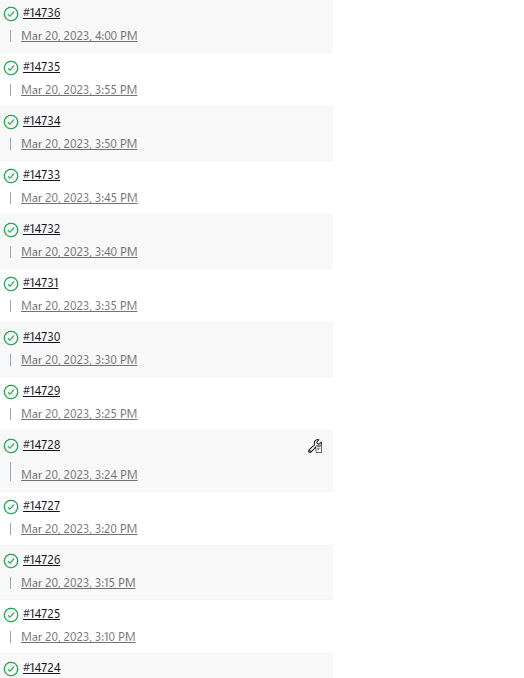 #14736
Mar 20, 2023, 4:00 PM
#14735
Mar 20, 2023, 3:55 PM
#14734
Mar 20, 2023, 3:50 PM
#14733
Mar 20, 2023, 3:45 PM
#14732
Mar 20, 2023, 3:40 PM
#14731
Mar 20, 2023, 3:35 PM
#14730
Mar 20, 2023, 3:30 PM
#14729
Mar 20, 2023, 3:25 PM
#14728
Mar 20, 2023, 3:24 PM
#14727
Mar 20, 2023, 3:20 PM
#14726
Mar 20, 2023, 3:15 PM
#14725
Mar 20, 2023, 3:10 PM
#14724